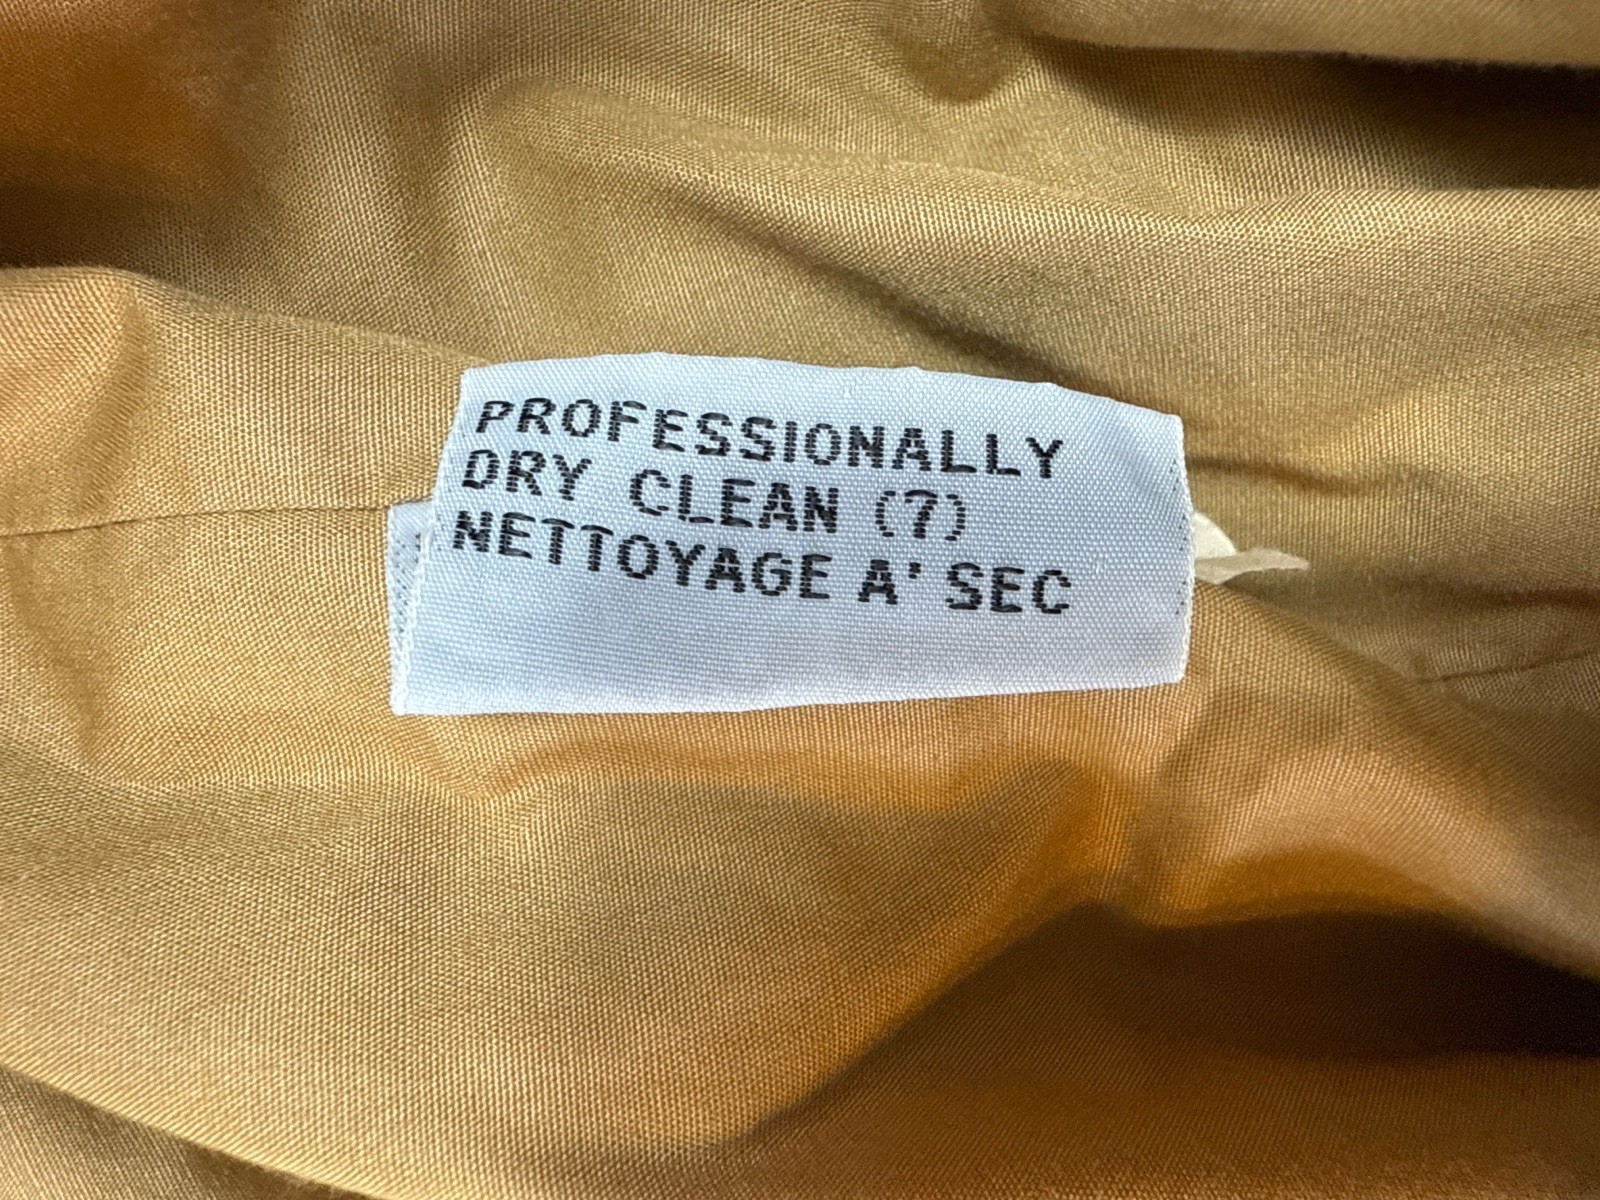 PROFESSIONALLY
DRY CLEAN (7)
NETTOYAGE A' SEC